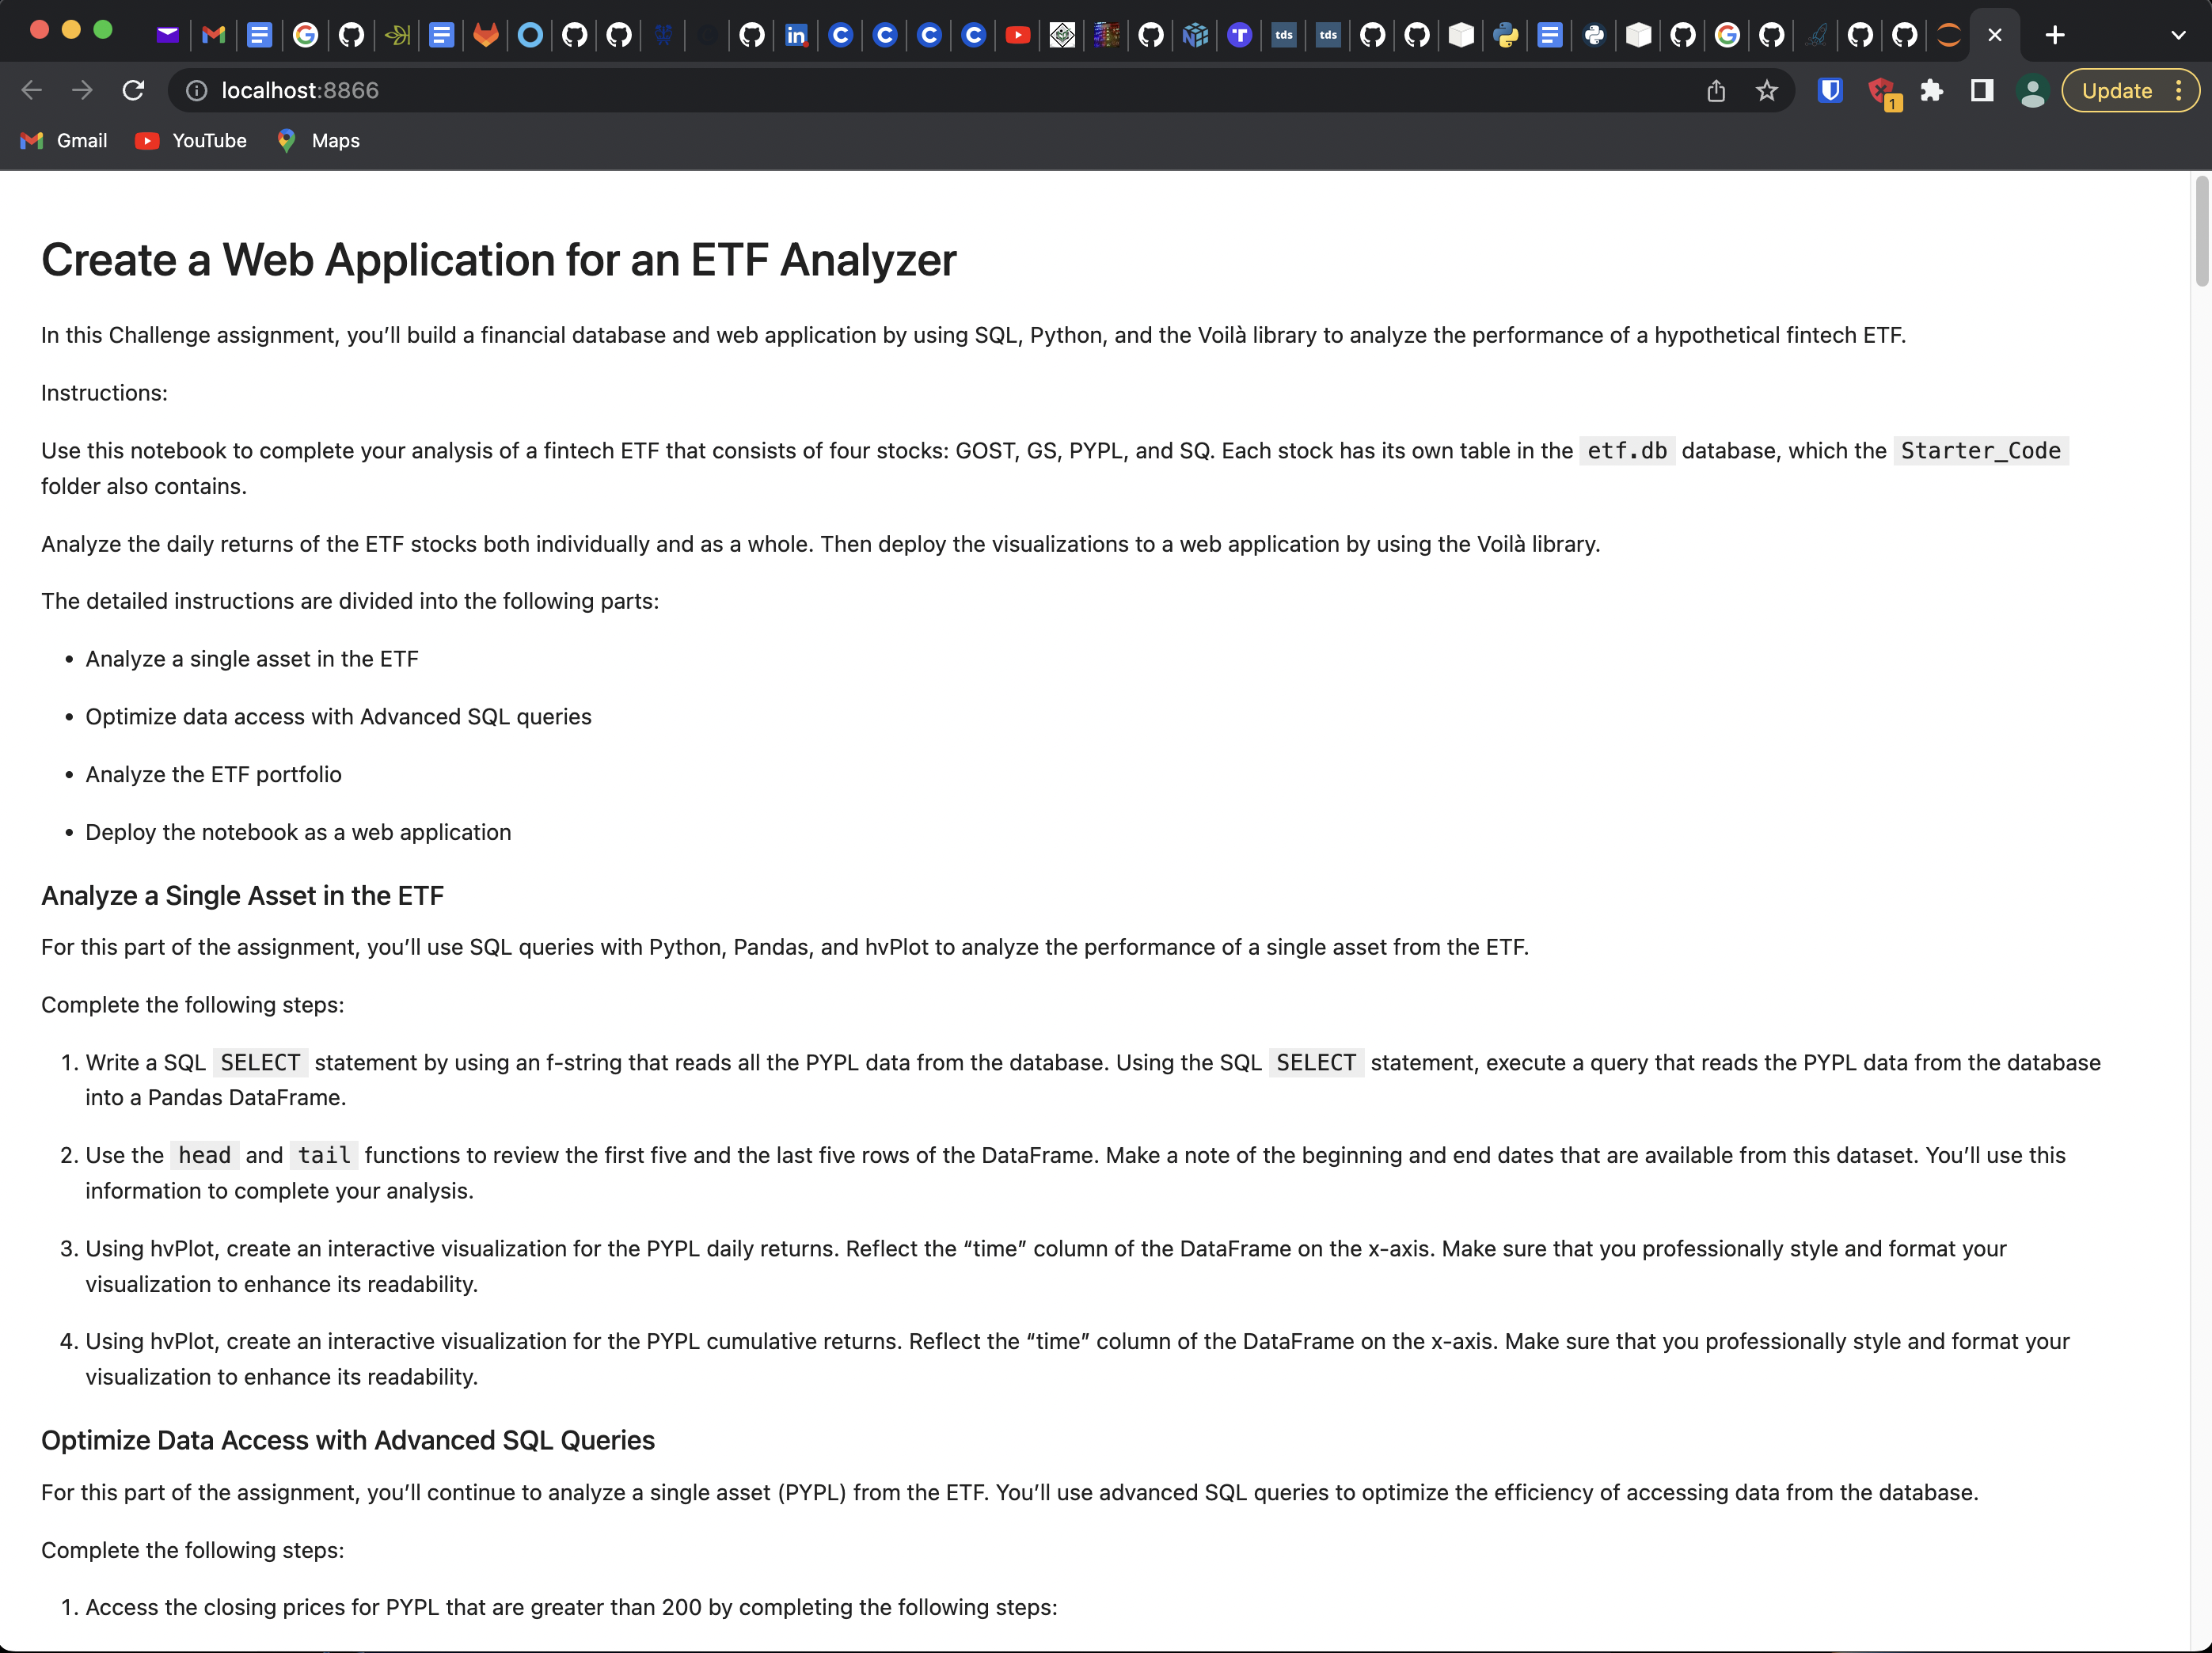 in
C
C
C
C
T
tds
tds
localhost:8866
1
Update
Gmail
YouTube
Maps
Create a Web Application for an ETF Analyzer
In this Challenge assignment, you’ll build a financial database and web application by using SQL, Python, and the Voilà library to analyze the performance of a hypothetical fintech ETF.
Instructions:
Use this notebook to complete your analysis of a fintech ETF that consists of four stocks: GOST, GS, PYPL, and SQ. Each stock has its own table in the etf.db database, which the Starter_Code
folder also contains.
Analyze the daily returns of the ETF stocks both individually and as a whole. Then deploy the visualizations to a web application by using the Voilà library.
The detailed instructions are divided into the following parts:
• Analyze a single asset in the ETF
• Optimize data access with Advanced SQL queries
• Analyze the ETF portfolio
• Deploy the notebook as a web application
Analyze a Single Asset in the ETF
For this part of the assignment, you’ll use SQL queries with Python, Pandas, and hvPlot to analyze the performance of a single asset from the ETF.
Complete the following steps:
1. Write a SQL SELECT statement by using an f-string that reads all the PYPL data from the database. Using the SQL SELECT statement, execute a query that reads the PYPL data from the database
into a Pandas DataFrame.
2. Use the head and tail functions to review the first five and the last five rows of the DataFrame. Make a note of the beginning and end dates that are available from this dataset. You’ll use this
information to complete your analysis.
3. Using hvPlot, create an interactive visualization for the PYPL daily returns. Reflect the “time” column of the DataFrame on the x-axis. Make sure that you professionally style and format your
visualization to enhance its readability.
4. Using hvPlot, create an interactive visualization for the PYPL cumulative returns. Reflect the “time” column of the DataFrame on the x-axis. Make sure that you professionally style and format your
visualization to enhance its readability.
Optimize Data Access with Advanced SQL Queries
For this part of the assignment, you’ll continue to analyze a single asset (PYPL) from the ETF. You’ll use advanced SQL queries to optimize the efficiency of accessing data from the database.
Complete the following steps:
1. Access the closing prices for PYPL that are greater than 200 by completing the following steps: